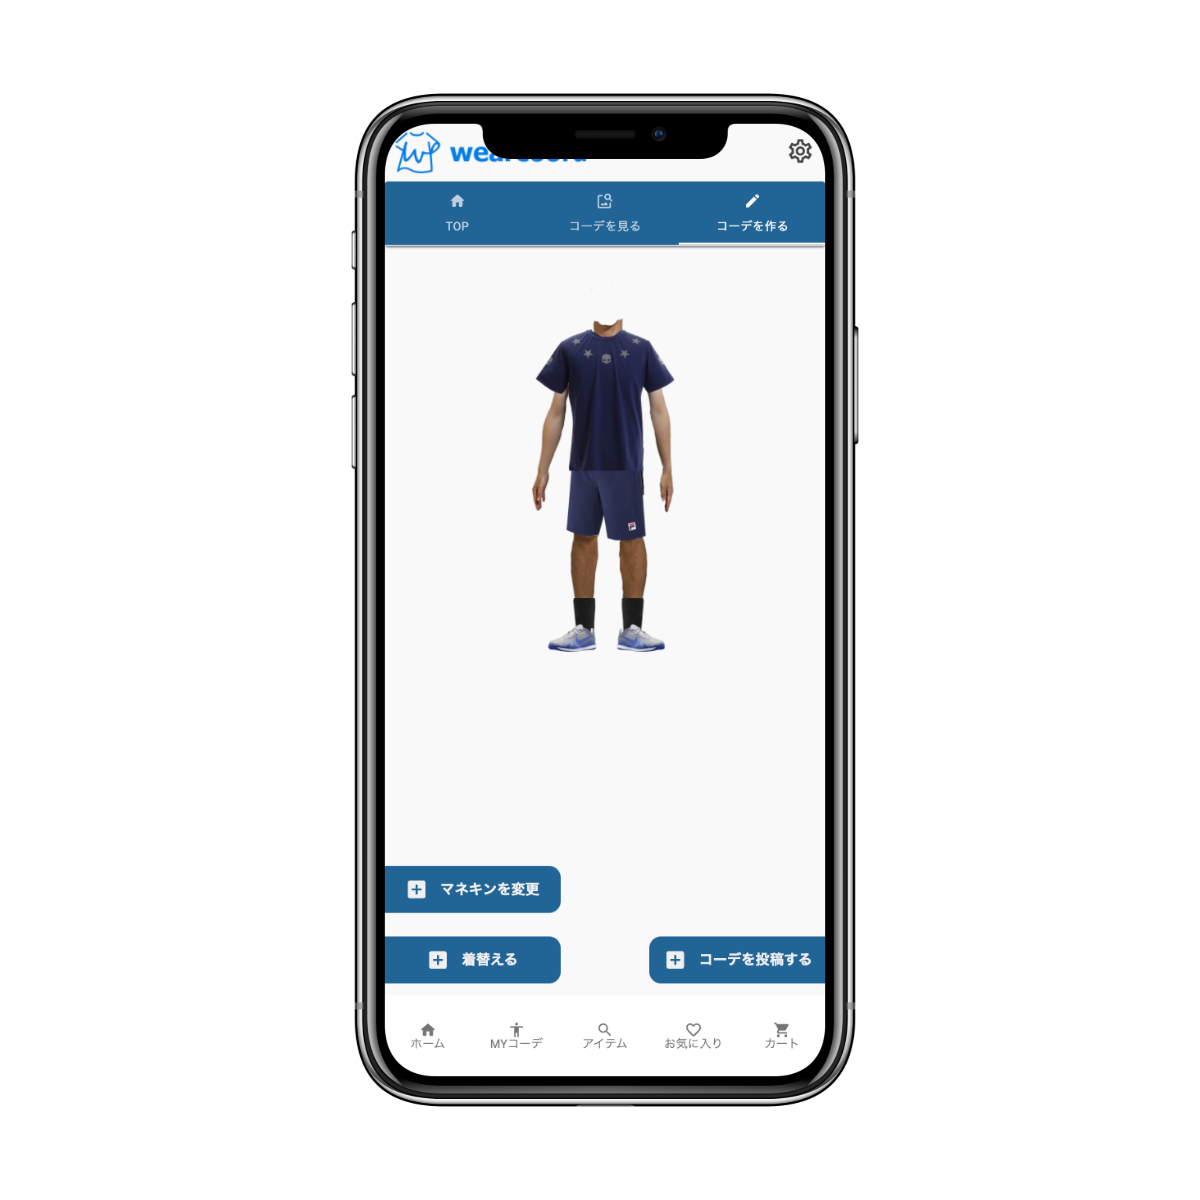 TOP
コーデを見る
コーデを作る
マネキンを変更
着替える
コーデを投稿する
ホーム
MYコーデ
アイテム
お気に入り
カート